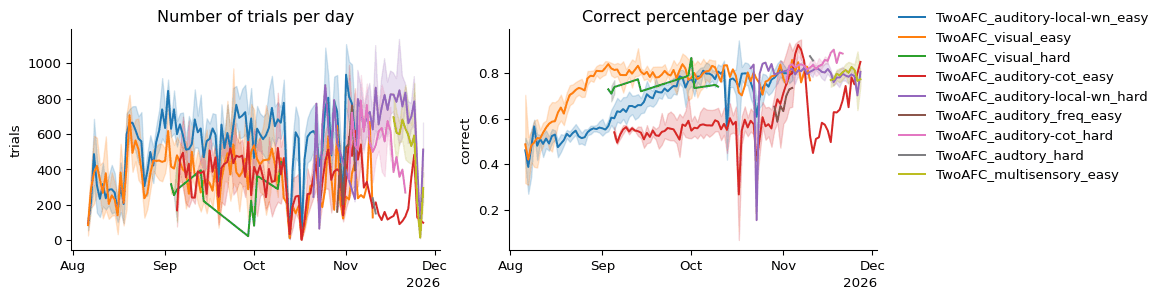 Number of trials per day
trials
1000
800
600
400
200
0
Aug
Sep
Oct
Nov
Dec
2026
Correct percentage per day
correct
0.8
0.6
0.4
0.2
Aug
Sep
Oct
Nov
Dec
2026
TwoAFC_auditory-local-wn_easy
TwoAFC_visual_easy
TwoAFC_visual_hard
TwoAFC_auditory-cot_easy
TwoAFC_auditory-local-wn_hard
TwoAFC_auditory_freq_easy
TwoAFC_auditory-cot_hard
TwoAFC_audtory_hard
TwoAFC_multisensory_easy